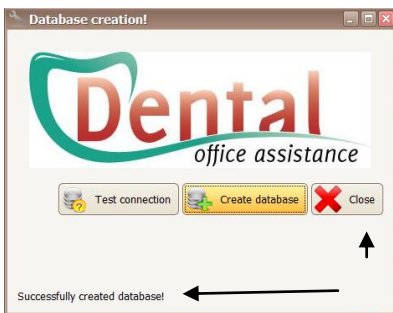 Database creation!
Dental
office assistance
Test connection Create database Close
Successfully created database!